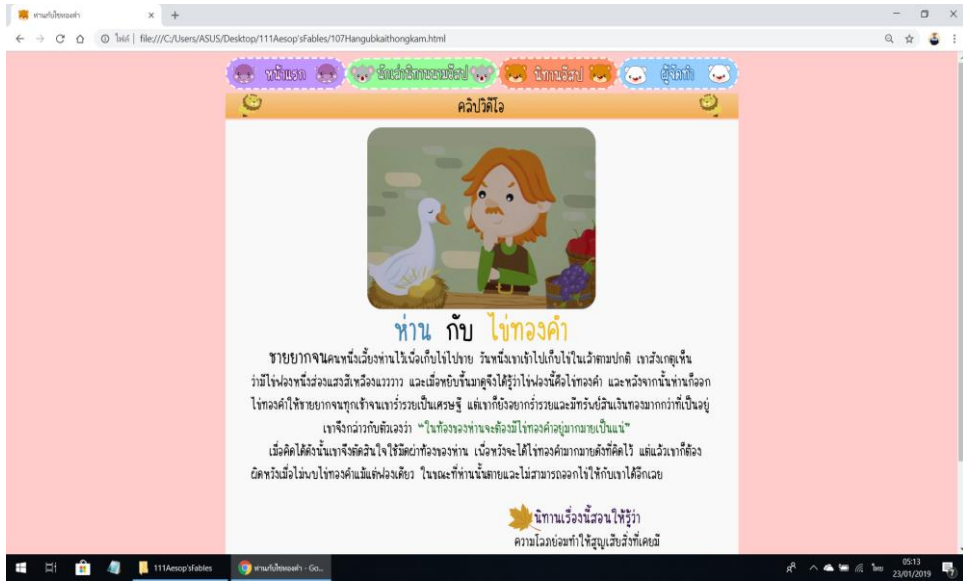 ห่านกับไข่ทองคำ
ไฟล์ | file:///C:/Users/ASUS/Desktop/111Aesop'sFables/107Hangubkaithongkam.html
หน้าแรก
นักเล่านิทานนามอีสป
นิทานอีสป
ผู้จัดทำ
คลิปวิดีโอ
ห่าน กับ ไข่ทองคำ
ชายยากจนคนหนึ่งเลี้ยงห่านไว้เพื่อเก็บไข่ไปขาย วันหนึ่งเขาเข้าไปเก็บไข่ในเล้าตามปกติ เขาสังเกตุเห็น
ว่ามีไข่ฟองหนึ่งส่องแสงสีเหลืองแวววาว และเมื่อหยิบขึ้นมาดูจึงได้รู้ว่าไข่ฟองนี้คือไข่ทองคำ และหลังจากนั้นห่านก็ออก
ไข่ทองคำให้ชายยากจนทุกเช้าจนเขาร่ำรวยเป็นเศรษฐี แต่เขาก็ยังอยากร่ำรวยและมีทรัพย์สินเงินทองมากกว่าที่เป็นอยู่
เขาจึงกล่าวกับตัวเองว่า “ในท้องของห่านจะต้องมีไข่ทองคำอยู่มากมายเป็นแน่”
เมื่อคิดได้ดังนั้นเขาจึงตัดสินใจใช้มีดผ่าท้องของห่าน เพื่อหวังจะได้ไข่ทองคำมากมายดังที่คิดไว้ แต่แล้วเขาก็ต้อง
ผิดหวังเมื่อไม่พบไข่ทองคำแม้แต่ฟองเดียว ในขณะที่ห่านนั้นตายและไม่สามารถออกไข่ให้กับเขาได้อีกเลย
นิทานเรื่องนี้สอนให้รู้ว่า
ความโลภย่อมทำให้สูญเสียสิ่งที่เคยมี
111Aesop'sFables
ห่านกับไข่ทองคำ - Go...
ไทย
05:13
23/01/2019
7